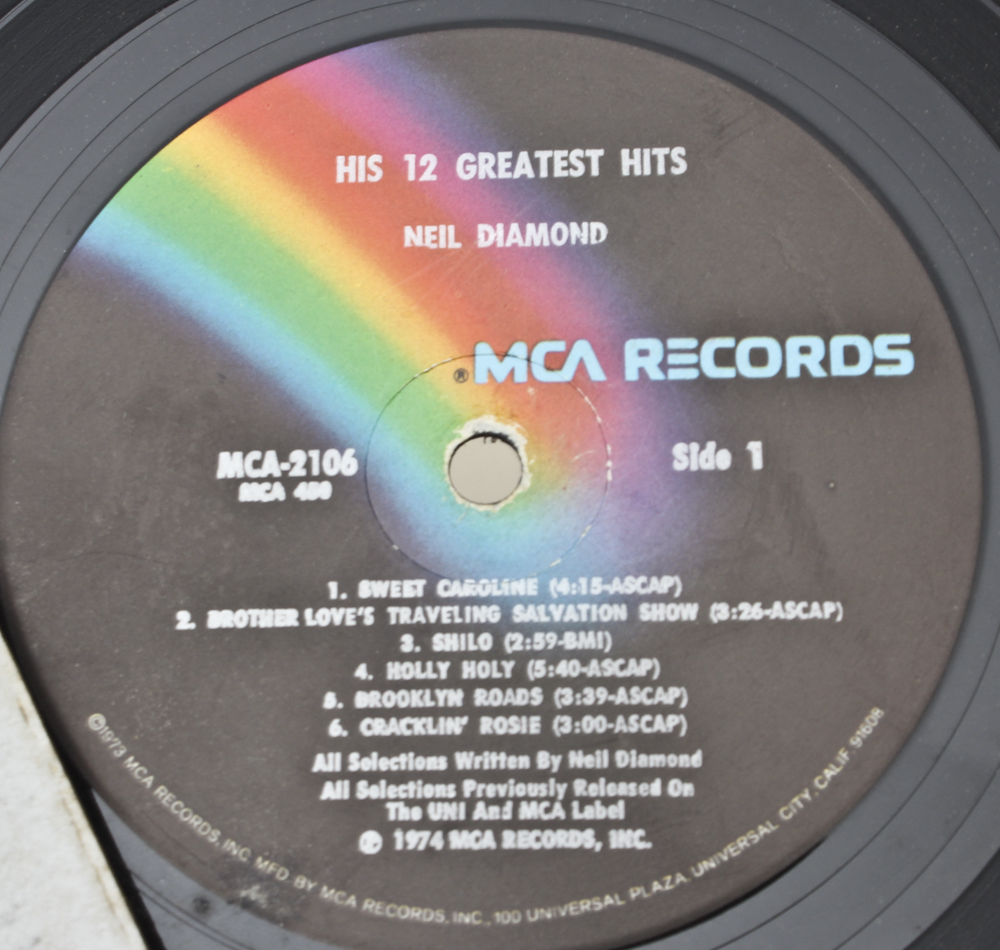 HIS 12 GREATEST HITS
NEIL DIAMOND
® MCA RECORDS
MCA-2106
MCA 450
Side 1
1. SWEET CAROLINE (4:15-ASCAP)
2. BROTHER LOVE'S TRAVELING SALVATION SHOW (3:26-ASCAP)
3. SHILO (2:59-BMI)
4. HOLLY HOLY (5:40-ASCAP)
5. BROOKLYN ROADS (3:39-ASCAP)
6. CRACKLIN' ROSIE (3:00-ASCAP)
All Selections Written By Neil Diamond
All Selections Previously Released On
The UNI And MCA Label
℗ 1974 MCA RECORDS, INC.
©1973 MCA RECORDS, INC MFD. BY MCA RECORDS, INC., 100 UNIVERSAL PLAZA, UNIVERSAL CITY, CALIF. 91608